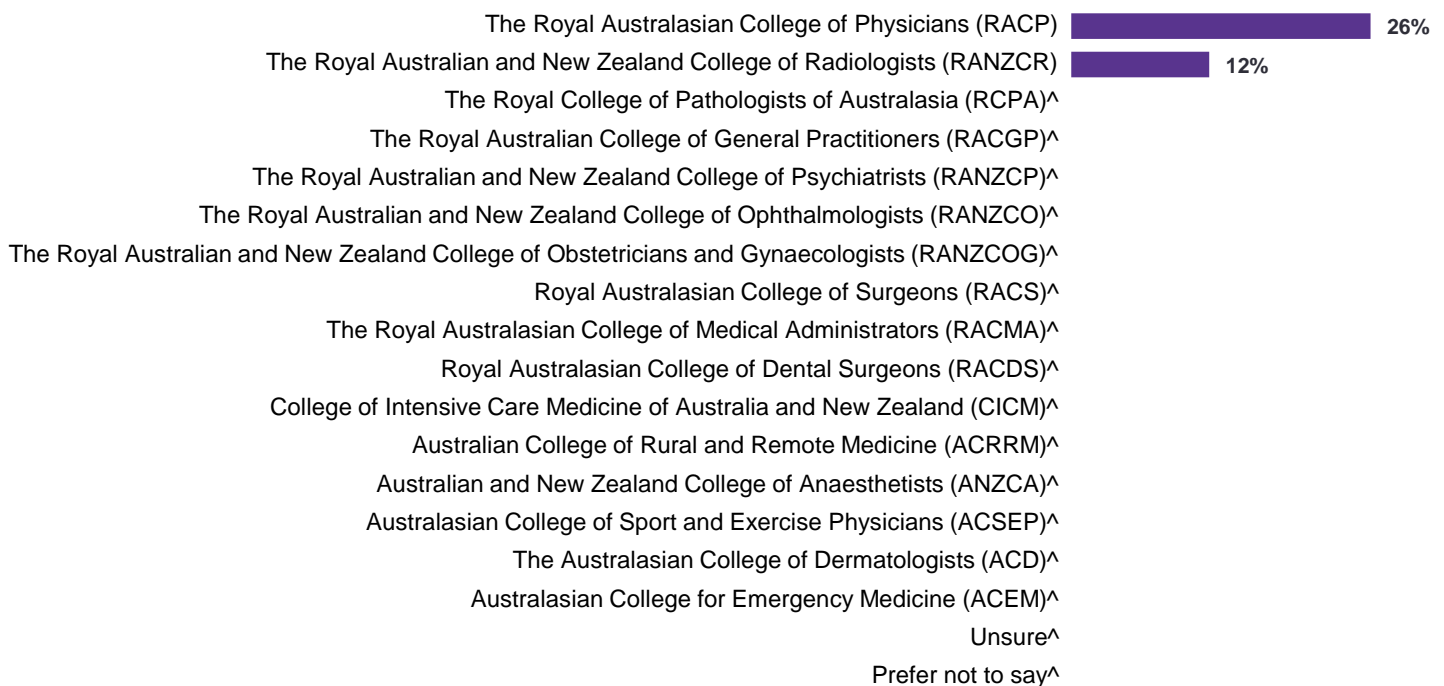 The Royal Australasian College of Physicians (RACP) 26%
The Royal Australian and New Zealand College of Radiologists (RANZCR) 12%
The Royal College of Pathologists of Australasia (RCPA)^
The Royal Australian College of General Practitioners (RACGP)^
The Royal Australian and New Zealand College of Psychiatrists (RANZCP)^
The Royal Australian and New Zealand College of Ophthalmologists (RANZCO)^
The Royal Australian and New Zealand College of Obstetricians and Gynaecologists (RANZCOG)^
Royal Australasian College of Surgeons (RACS)^
The Royal Australasian College of Medical Administrators (RACMA)^
Royal Australasian College of Dental Surgeons (RACDS)^
College of Intensive Care Medicine of Australia and New Zealand (CICM)^
Australian College of Rural and Remote Medicine (ACRRM)^
Australian and New Zealand College of Anaesthetists (ANZCA)^
Australasian College of Sport and Exercise Physicians (ACSEP)^
The Australasian College of Dermatologists (ACD)^
Australasian College for Emergency Medicine (ACEM)^
Unsure^
Prefer not to say^